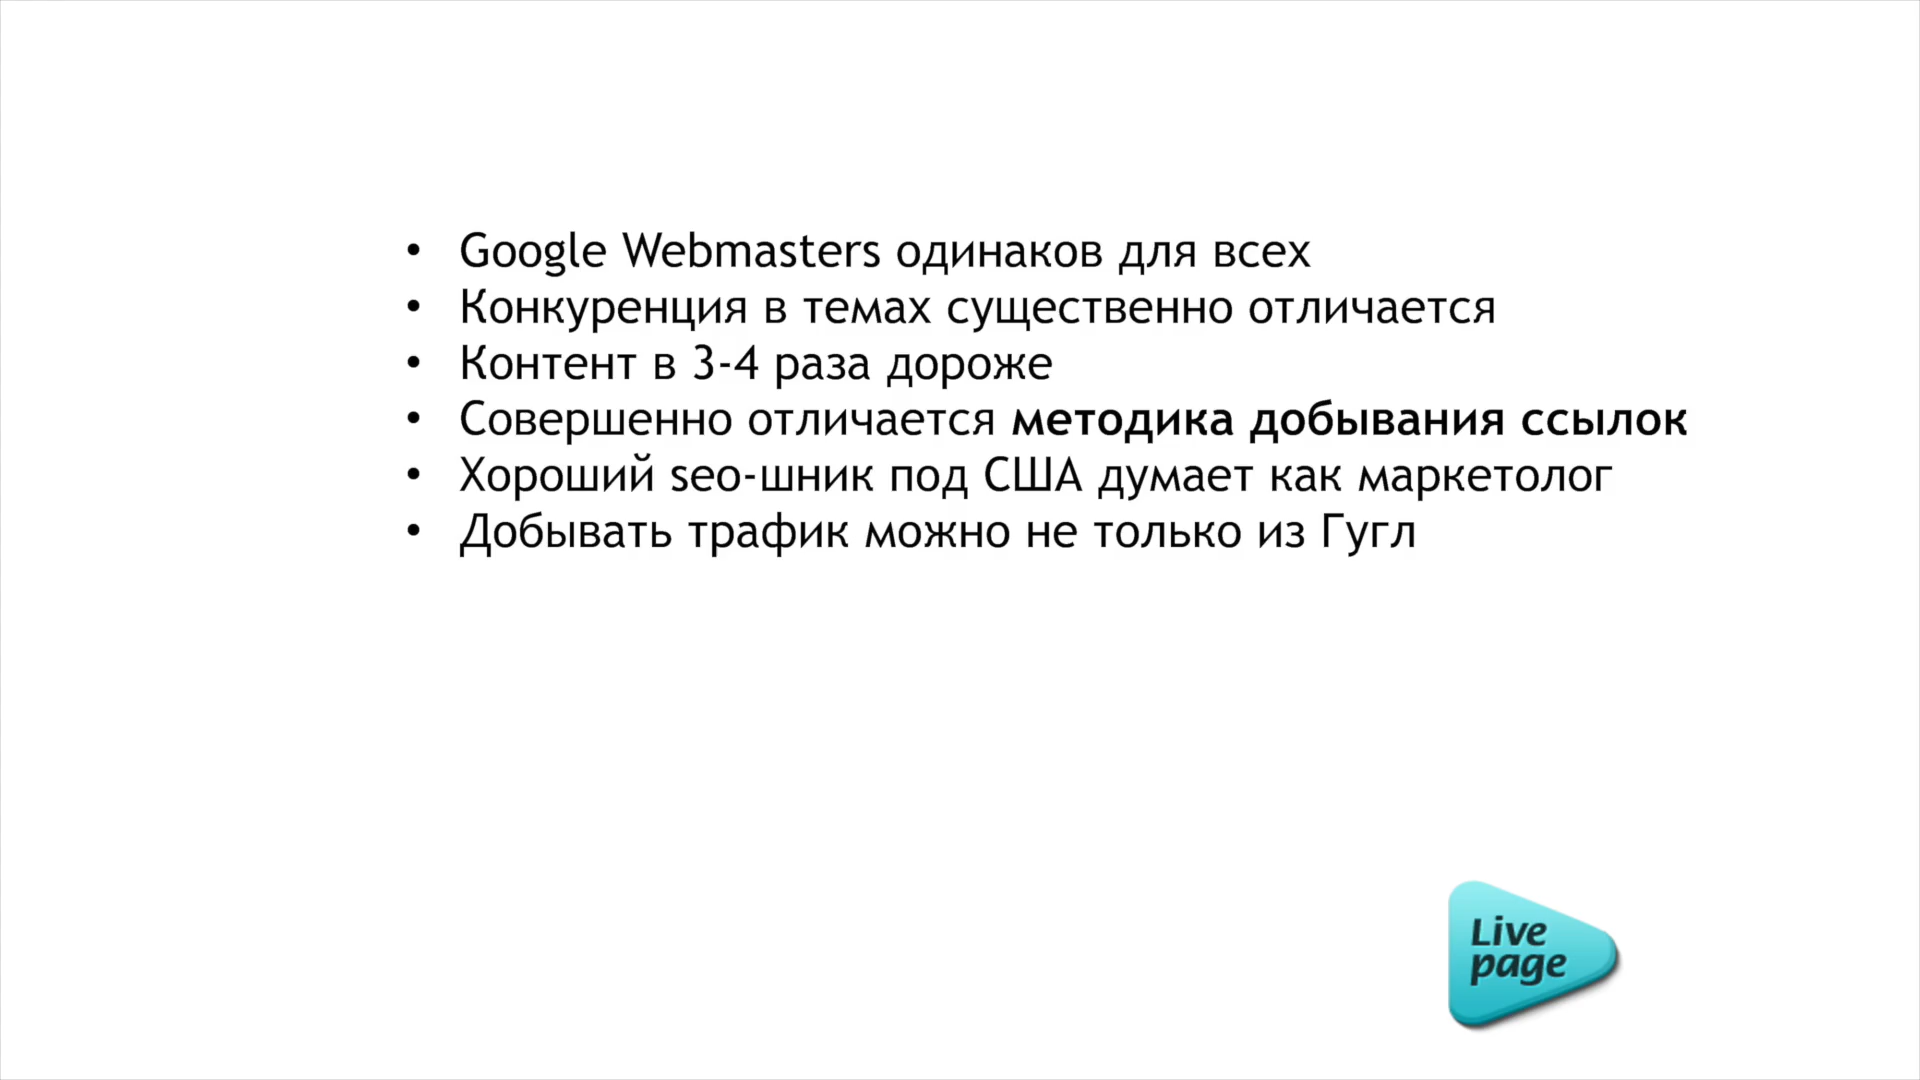 • Google Webmasters одинаков для всех
• Конкуренция в темах существенно отличается
• Контент в 3-4 раза дороже
• Совершенно отличается методика добывания ссылок
• Хороший seo-шник под США думает как маркетолог
• Добывать трафик можно не только из Гугл
Live
page